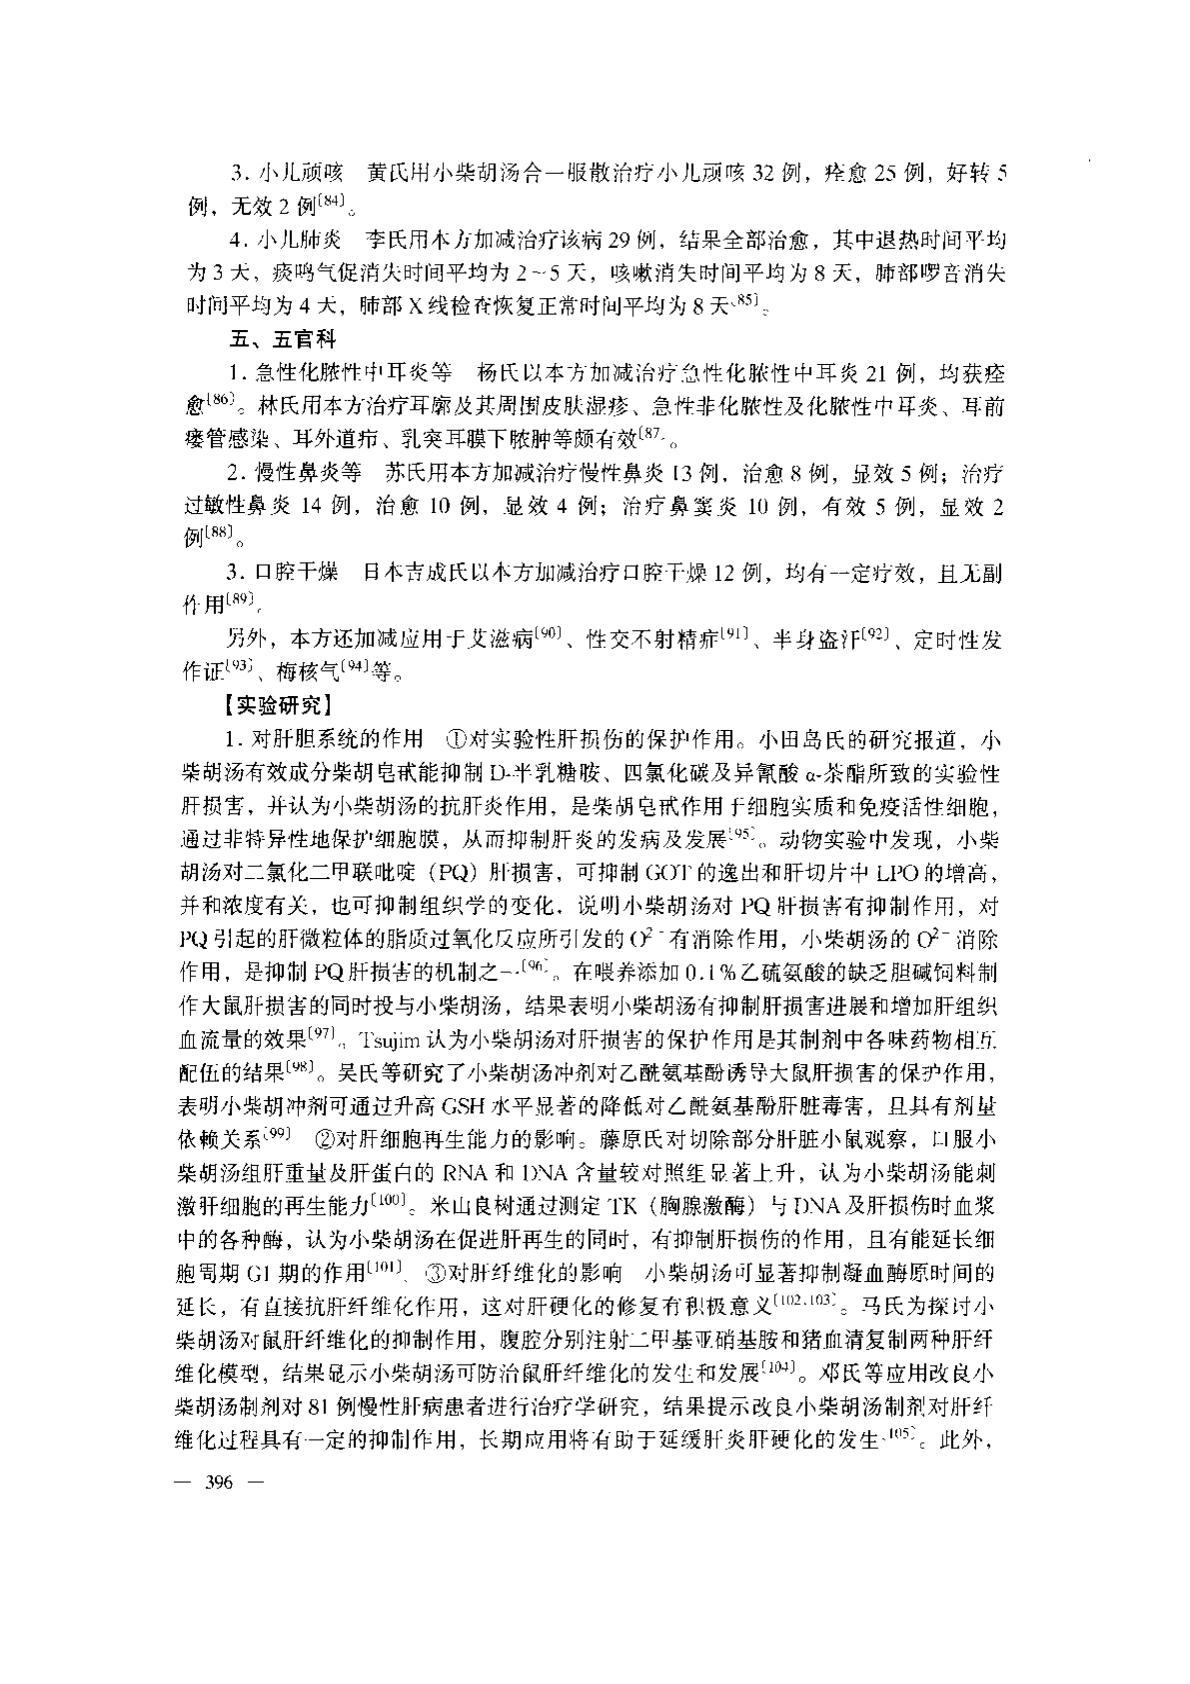 3. 小儿顽咳　黄氏用小柴胡汤合一服散治疗小儿顽咳 32 例，痊愈 25 例，好转 5
例，无效 2 例〔84〕。
4. 小儿肺炎　李氏用本方加减治疗该病 29 例，结果全部治愈，其中退热时间平均
为 3 天，痰鸣气促消失时间平均为 2～5 天，咳嗽消失时间平均为 8 天，肺部啰音消失
时间平均为 4 天，肺部 X 线检查恢复正常时间平均为 8 天〔85〕。
五、五官科
1. 急性化脓性中耳炎等　杨氏以本方加减治疗急性化脓性中耳炎 21 例，均获痊
愈〔86〕。林氏用本方治疗耳廓及其周围皮肤湿疹、急性非化脓性及化脓性中耳炎、耳前
瘘管感染、耳外道疖、乳突耳膜下脓肿等颇有效〔87〕。
2. 慢性鼻炎等　苏氏用本方加减治疗慢性鼻炎 13 例，治愈 8 例，显效 5 例；治疗
过敏性鼻炎 14 例，治愈 10 例，显效 4 例；治疗鼻窦炎 10 例，有效 5 例，显效 2
例〔88〕。
3. 口腔干燥　日本吉成氏以本方加减治疗口腔干燥 12 例，均有一定疗效，且无副
作用〔89〕。
另外，本方还加减应用于艾滋病〔90〕、性交不射精症〔91〕、半身盗汗〔92〕、定时性发
作证〔93〕、梅核气〔94〕等。
【实验研究】
1. 对肝胆系统的作用　①对实验性肝损伤的保护作用。小田岛氏的研究报道，小
柴胡汤有效成分柴胡皂甙能抑制 D-半乳糖胺、四氯化碳及异氰酸 α-萘酯所致的实验性
肝损害，并认为小柴胡汤的抗肝炎作用，是柴胡皂甙作用于细胞实质和免疫活性细胞，
通过非特异性地保护细胞膜，从而抑制肝炎的发病及发展〔95〕。动物实验中发现，小柴
胡汤对二氯化二甲联吡啶（PQ）肝损害，可抑制 GOT 的逸出和肝切片中 LPO 的增高，
并和浓度有关，也可抑制组织学的变化，说明小柴胡汤对 PQ 肝损害有抑制作用，对
PQ 引起的肝微粒体的脂质过氧化反应所引发的 O²⁻ 有消除作用，小柴胡汤的 O²⁻ 消除
作用，是抑制 PQ 肝损害的机制之一〔96〕。在喂养添加 0.1%乙硫氨酸的缺乏胆碱饲料制
作大鼠肝损害的同时投与小柴胡汤，结果表明小柴胡汤有抑制肝损害进展和增加肝组织
血流量的效果〔97〕。Tsujim 认为小柴胡汤对肝损害的保护作用是其制剂中各味药物相互
配伍的结果〔98〕。吴氏等研究了小柴胡汤冲剂对乙酰氨基酚诱导大鼠肝损害的保护作用，
表明小柴胡冲剂可通过升高 GSH 水平显著的降低对乙酰氨基酚肝脏毒害，且具有剂量
依赖关系〔99〕　②对肝细胞再生能力的影响。藤原氏对切除部分肝脏小鼠观察，口服小
柴胡汤组肝重量及肝蛋白的 RNA 和 DNA 含量较对照组显著上升，认为小柴胡汤能刺
激肝细胞的再生能力〔100〕。米山良树通过测定 TK（胸腺激酶）与 DNA 及肝损伤时血浆
中的各种酶，认为小柴胡汤在促进肝再生的同时，有抑制肝损伤的作用，且有能延长细
胞周期 G1 期的作用〔101〕。③对肝纤维化的影响　小柴胡汤可显著抑制凝血酶原时间的
延长，有直接抗肝纤维化作用，这对肝硬化的修复有积极意义〔102.103〕。马氏为探讨小
柴胡汤对鼠肝纤维化的抑制作用，腹腔分别注射二甲基亚硝基胺和猪血清复制两种肝纤
维化模型，结果显示小柴胡汤可防治鼠肝纤维化的发生和发展〔104〕。邓氏等应用改良小
柴胡汤制剂对 81 例慢性肝病患者进行治疗学研究，结果提示改良小柴胡汤制剂对肝纤
维化过程具有一定的抑制作用，长期应用将有助于延缓肝炎肝硬化的发生〔105〕。此外，
— 396 —